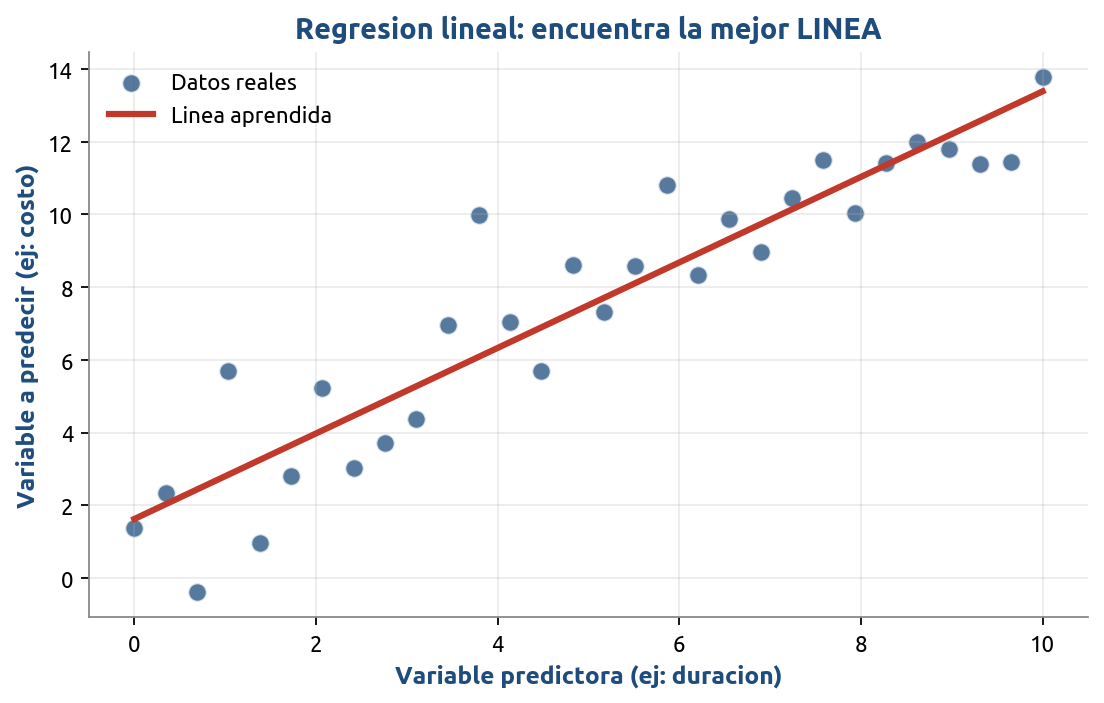 Regresion lineal: encuentra la mejor LINEA
Datos reales
Linea aprendida
Variable a predecir (ej: costo)
14
12
10
8
6
4
2
0
0 2 4 6 8 10
Variable predictora (ej: duracion)